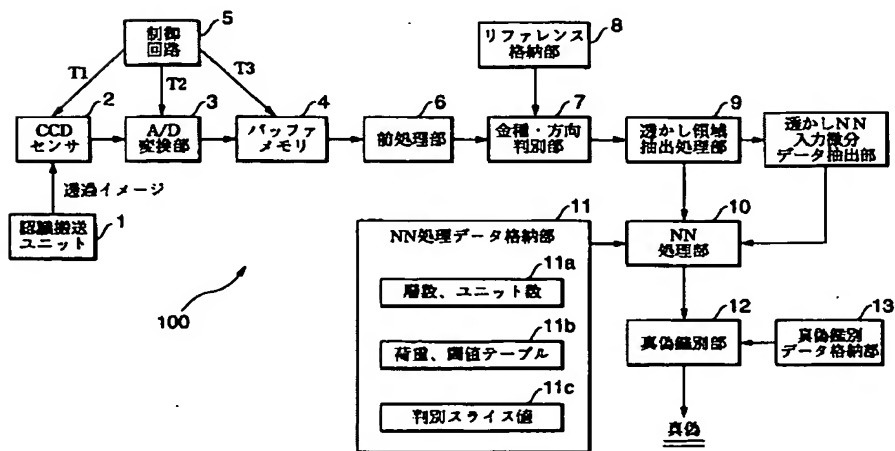 制御
回路
5
T1
T2
T3
リファレンス
格納部
8
2
CCD
センサ
3
A/D
変換部
4
バッファ
メモリ
6
前処理部
7
金種・方向
判別部
9
透かし領域
抽出処理部
透かしNN
入力微分
データ抽出部
透過イメージ
1
認識搬送
ユニット
100
11
NN処理データ格納部
11a
層数、ユニット数
11b
荷重、閾値テーブル
11c
判別スライス値
10
NN
処理部
12
真偽鑑別部
13
真偽鑑別
データ格納部
真偽